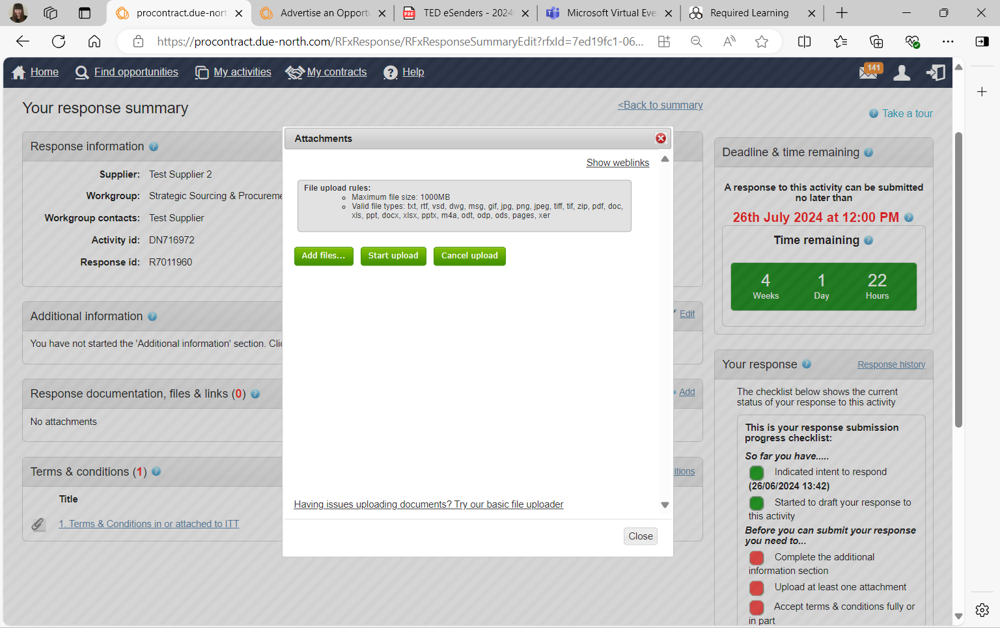 procontract.due-nort
Advertise an Opport
TED eSenders - 2024
Microsoft Virtual Eve
Required Learning
https://procontract.due-north.com/RFxResponse/RFxResponseSummaryEdit?rfxId=7ed19fc1-06...
Home
Find opportunities
My activities
My contracts
Help
141
Your response summary
<Back to summary
Take a tour
Response information
Supplier: Test Supplier 2
Workgroup: Strategic Sourcing & Procureme
Workgroup contacts: Test Supplier
Activity id: DN716972
Response id: R7011960
Additional information
Edit
You have not started the 'Additional information' section. Clic
Response documentation, files & links (0)
Add
No attachments
Terms & conditions (1)
itions
Title
1. Terms & Conditions in or attached to ITT
Attachments
Show weblinks
File upload rules:
Maximum file size: 1000MB
Valid file types: txt, rtf, vsd, dwg, msg, gif, jpg, png, jpeg, tiff, tif, zip, pdf, doc,
xls, ppt, docx, xlsx, pptx, m4a, odt, odp, ods, pages, xer
Add files...
Start upload
Cancel upload
Having issues uploading documents? Try our basic file uploader
Close
Deadline & time remaining
A response to this activity can be submitted
no later than
26th July 2024 at 12:00 PM
Time remaining
4 1 22
Weeks Day Hours
Your response
Response history
The checklist below shows the current
status of your response to this activity
This is your response submission
progress checklist:
So far you have.....
Indicated intent to respond
(26/06/2024 13:42)
Started to draft your response to
this activity
Before you can submit your response
you need to...
Complete the additional
information section
Upload at least one attachment
Accept terms & conditions fully or
in part